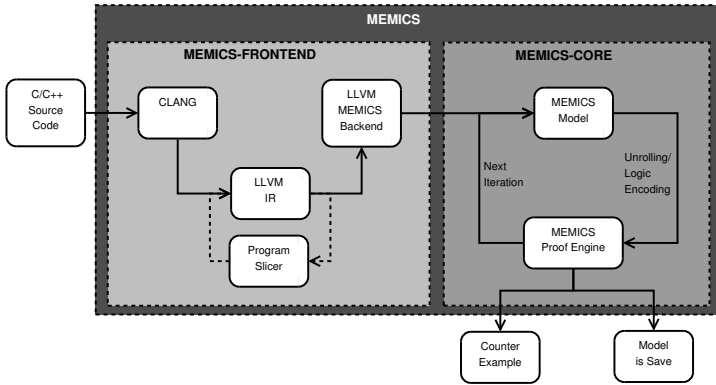 MEMICS
MEMICS-FRONTEND
MEMICS-CORE
C/C++
Source
Code
CLANG
LLVM
MEMICS
Backend
LLVM
IR
Program
Slicer
MEMICS
Model
Next
Iteration
Unrolling/
Logic
Encoding
MEMICS
Proof Engine
Counter
Example
Model
is Save